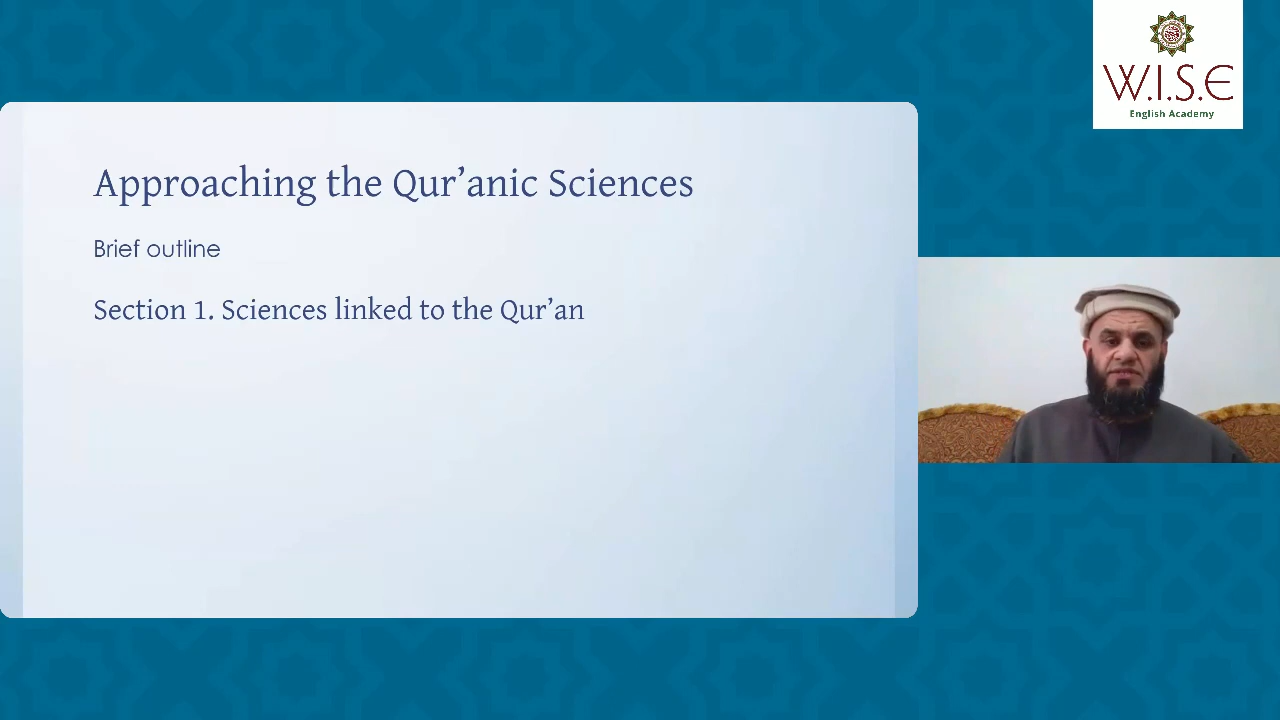 W.I.S.E
English Academy
Approaching the Qur’anic Sciences
Brief outline
Section 1. Sciences linked to the Qur’an